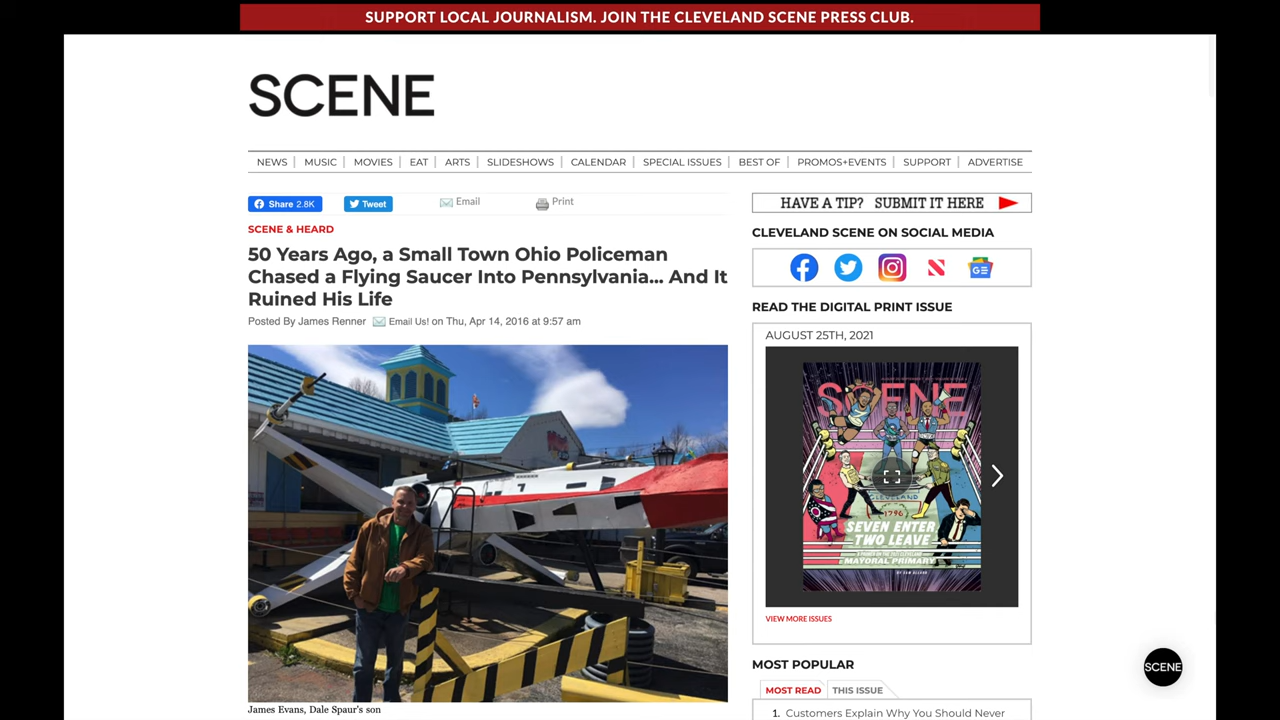 SUPPORT LOCAL JOURNALISM. JOIN THE CLEVELAND SCENE PRESS CLUB.
SCENE
NEWS | MUSIC | MOVIES | EAT | ARTS | SLIDESHOWS | CALENDAR | SPECIAL ISSUES | BEST OF | PROMOS+EVENTS | SUPPORT | ADVERTISE
Share 2.8K Tweet Email Print
SCENE & HEARD
50 Years Ago, a Small Town Ohio Policeman
Chased a Flying Saucer Into Pennsylvania... And It
Ruined His Life
Posted By James Renner Email Us! on Thu, Apr 14, 2016 at 9:57 am
7
James Evans, Dale Spaur's son
HAVE A TIP? SUBMIT IT HERE
CLEVELAND SCENE ON SOCIAL MEDIA
GE
READ THE DIGITAL PRINT ISSUE
AUGUST 25TH, 2021
SCENE
CLEVELAND
1796
SEVEN ENTER
TWO LEAVE
MAYORAL PRIMARY
VIEW MORE ISSUES
MOST POPULAR
MOST READ THIS ISSUE
1. Customers Explain Why You Should Never
SCENE